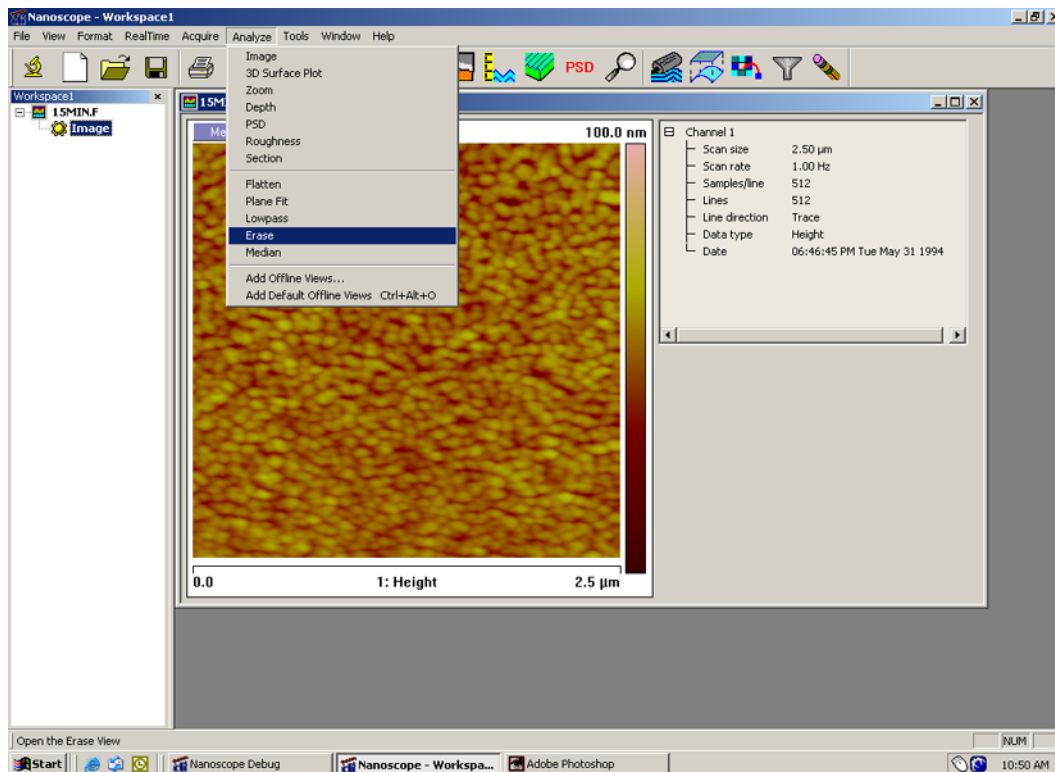 Nanoscope - Workspace1
File View Format RealTime Acquire Analyze Tools Window Help
PSD
Workspace1
15MIN.F
Image
Image
3D Surface Plot
Zoom
Depth
PSD
Roughness
Section
Flatten
Plane Fit
Lowpass
Erase
Median
Add Offline Views...
Add Default Offline Views Ctrl+Alt+O
100.0 nm
0.0 1: Height 2.5 µm
Channel 1
Scan size 2.50 µm
Scan rate 1.00 Hz
Samples/line 512
Lines 512
Line direction Trace
Data type Height
Date 06:46:45 PM Tue May 31 1994
Open the Erase View NUM
Start Nanoscope Debug Nanoscope - Workspa... Adobe Photoshop 10:50 AM